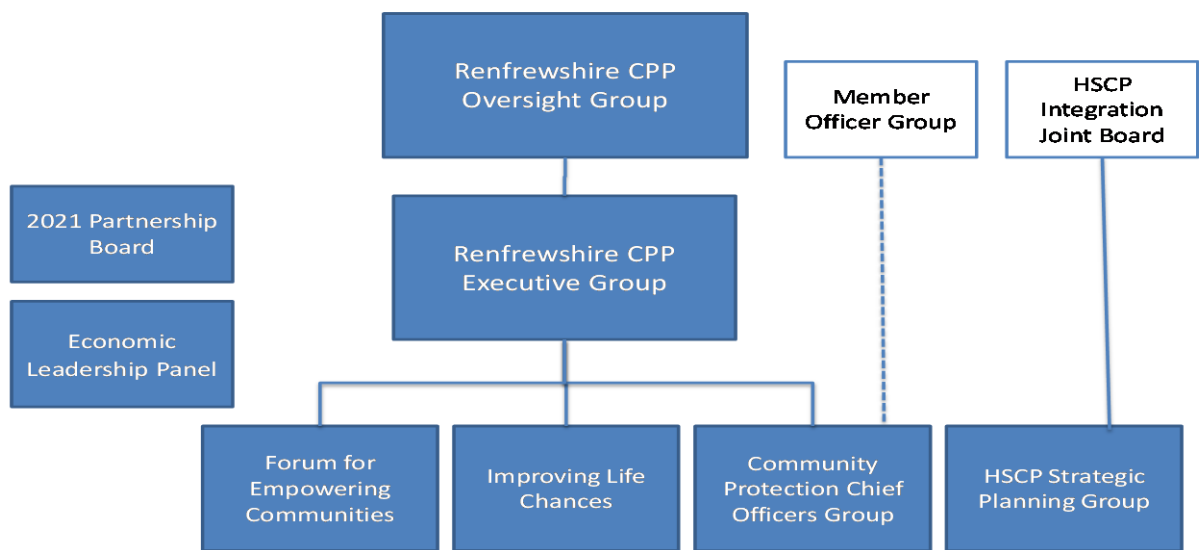 Renfrewshire CPP
Oversight Group
Member
Officer Group
HSCP
Integration
Joint Board
2021 Partnership
Board
Renfrewshire CPP
Executive Group
Economic
Leadership Panel
Forum for
Empowering
Communities
Improving Life
Chances
Community
Protection Chief
Officers Group
HSCP Strategic
Planning Group